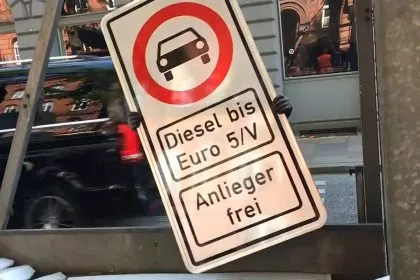 Diesel bis
Euro 5/V
Anlieger
frei